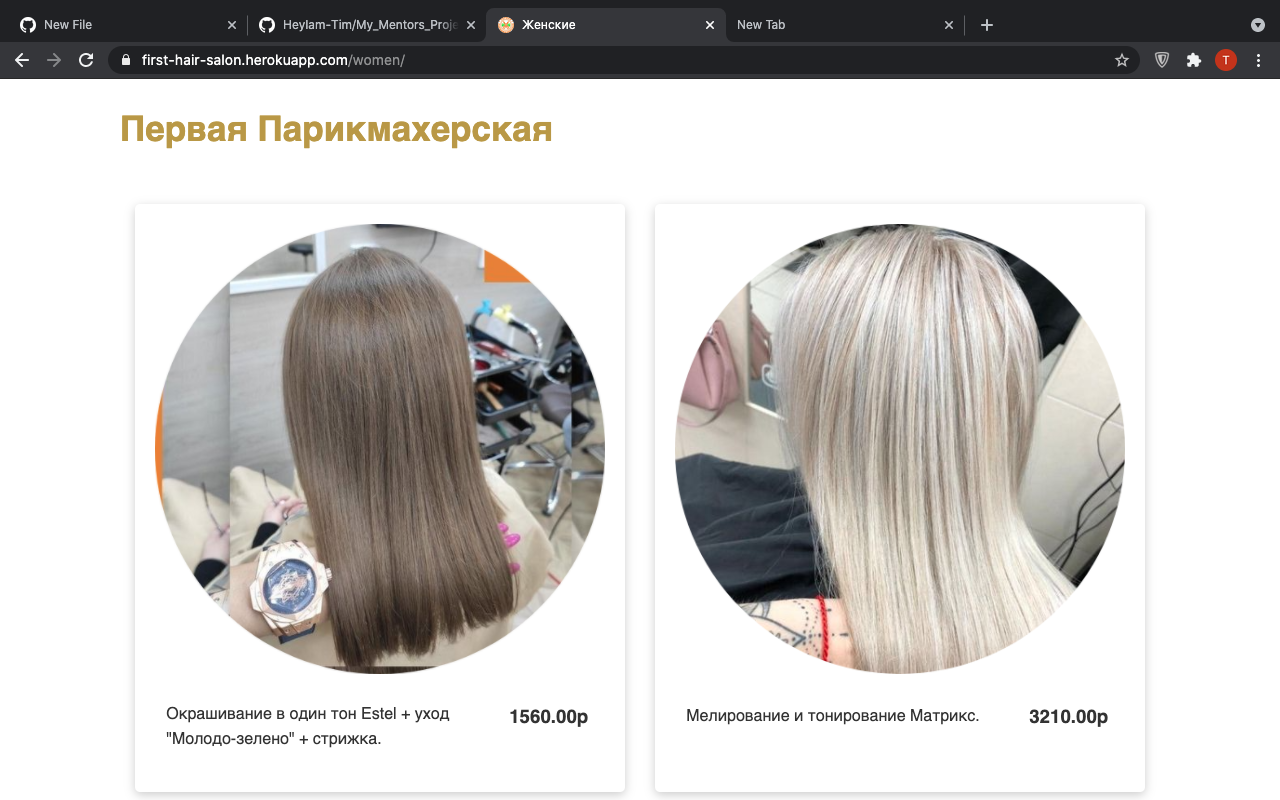 New File
Heylam-Tim/My_Mentors_Proje
Женские
New Tab
first-hair-salon.herokuapp.com/women/
T
Первая Парикмахерская
Окрашивание в один тон Estel + уход
"Молодо-зелено" + стрижка.
1560.00р
Мелирование и тонирование Матрикс.
3210.00р